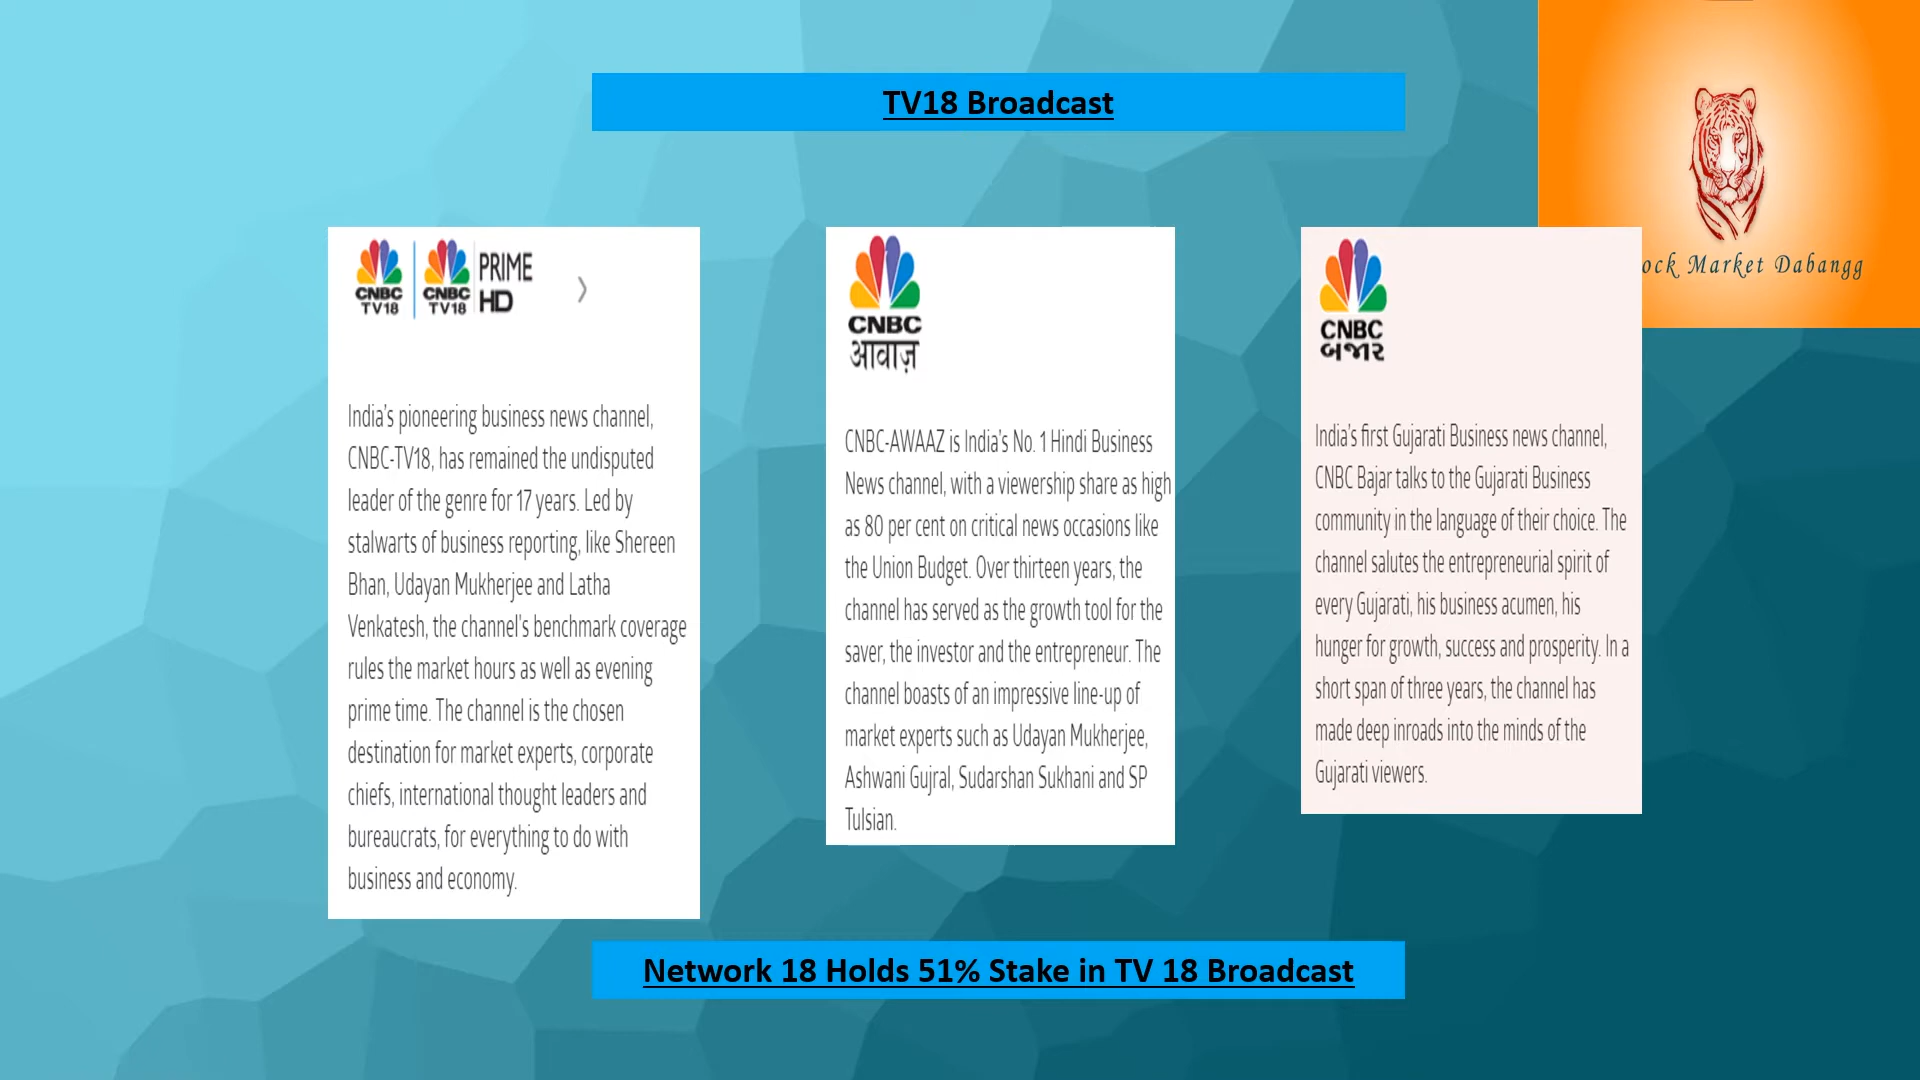 TV18 Broadcast
CNBC
TV18
CNBC
TV18
PRIME
HD
India's pioneering business news channel,
CNBC-TV18, has remained the undisputed
leader of the genre for 17 years. Led by
stalwarts of business reporting, like Shereen
Bhan, Udayan Mukherjee and Latha
Venkatesh, the channel's benchmark coverage
rules the market hours as well as evening
prime time. The channel is the chosen
destination for market experts, corporate
chiefs, international thought leaders and
bureaucrats, for everything to do with
business and economy.
CNBC
आवाज़
CNBC-AWAAZ is India's No. 1 Hindi Business
News channel, with a viewership share as high
as 80 per cent on critical news occasions like
the Union Budget. Over thirteen years, the
channel has served as the growth tool for the
saver, the investor and the entrepreneur. The
channel boasts of an impressive line-up of
market experts such as Udayan Mukherjee,
Ashwani Gujral, Sudarshan Sukhani and SP
Tulsian.
CNBC
બજાર
India's first Gujarati Business news channel,
CNBC Bajar talks to the Gujarati Business
community in the language of their choice. The
channel salutes the entrepreneurial spirit of
every Gujarati, his business acumen, his
hunger for growth, success and prosperity. In a
short span of three years, the channel has
made deep inroads into the minds of the
Gujarati viewers.
ock Market Dabangg
Network 18 Holds 51% Stake in TV 18 Broadcast